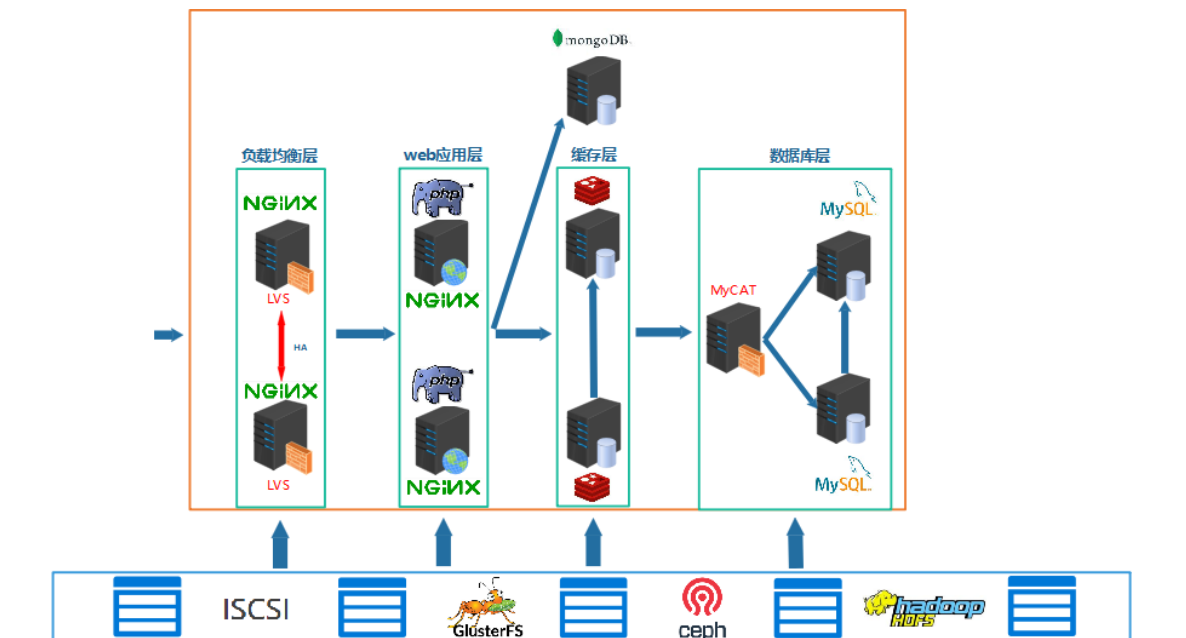 mongoDB.
负载均衡层
web应用层
缓存层
数据库层
NGiNX
php
MySQL
LVS
NGiNX
MyCAT
HA
NGiNX
php
LVS
NGiNX
MySQL
ISCSI
GlusterFS
ceph
hadoop
HDFS